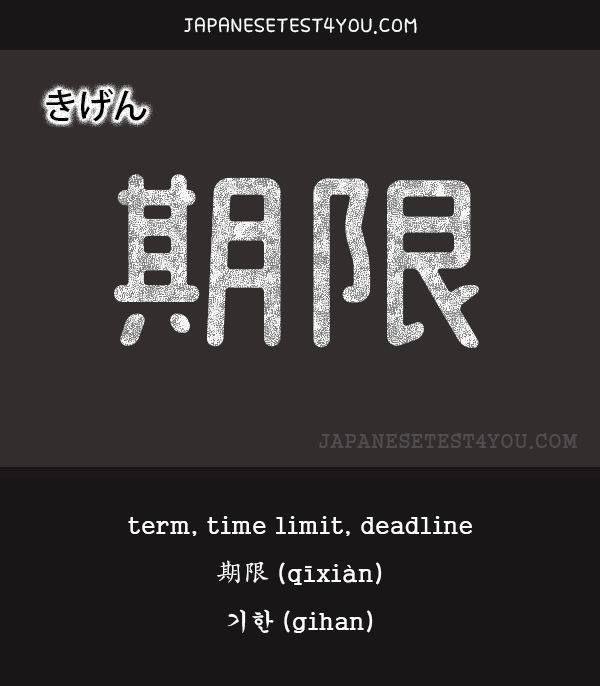 JAPANESETEST4YOU.COM
きげん
期限
JAPANESETEST4YOU.COM
term, time limit, deadline
期限 (qīxiàn)
기한 (gihan)